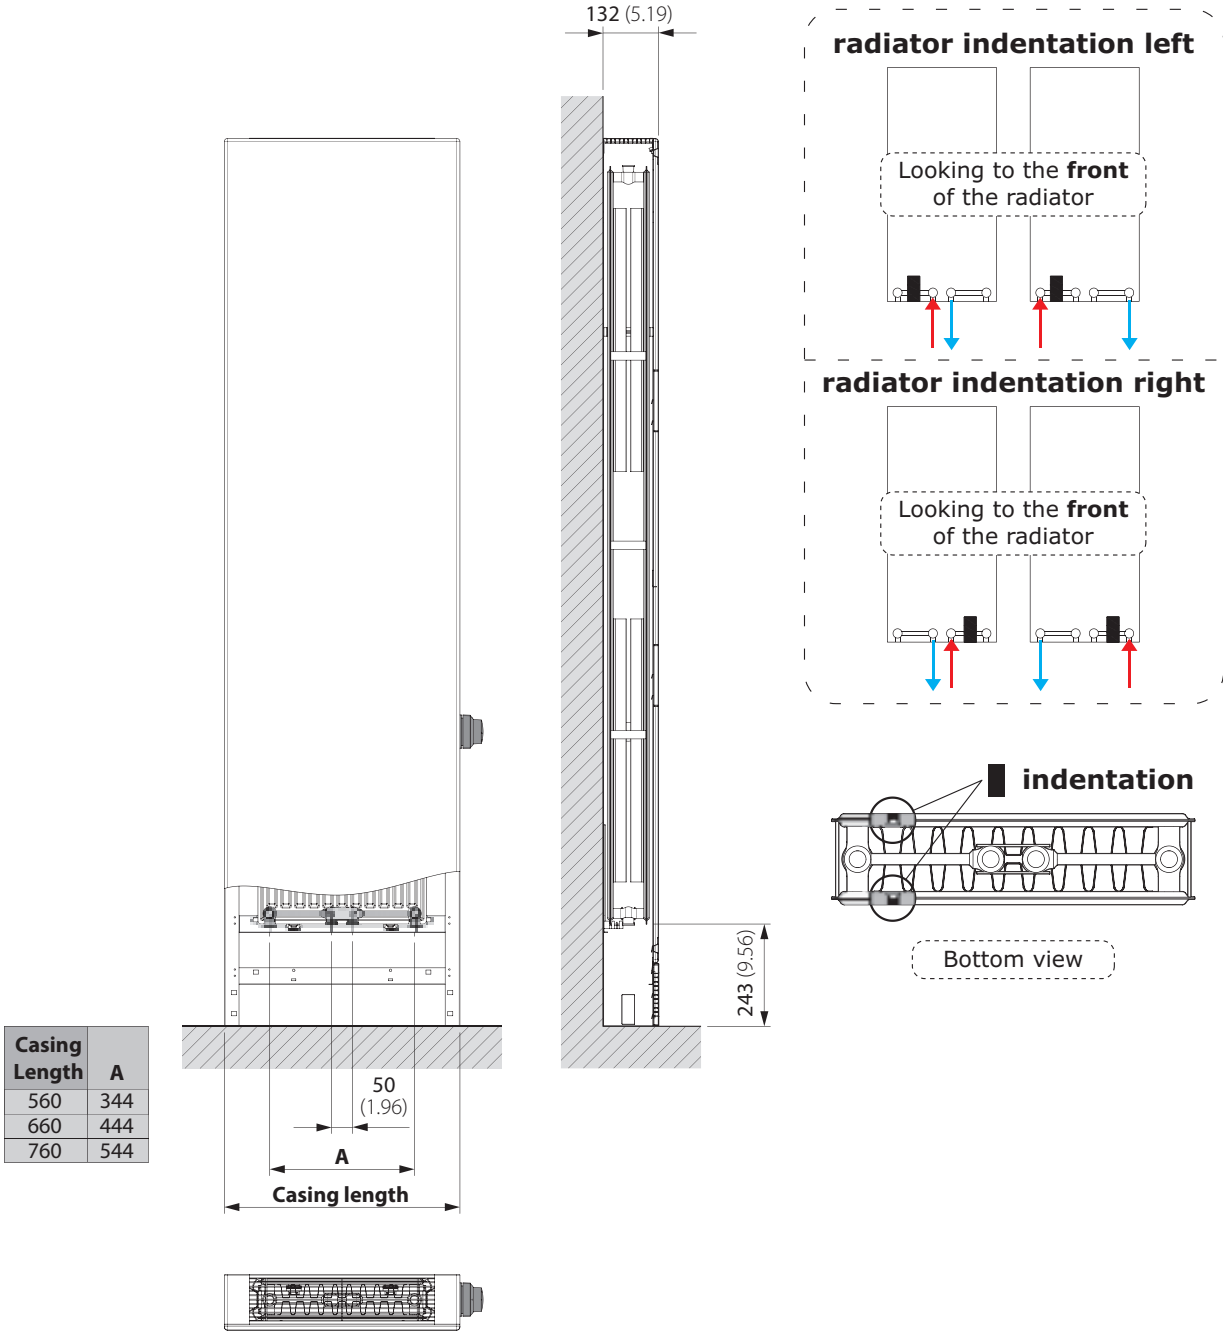 132 (5.19)
radiator indentation left
Looking to the front
of the radiator
radiator indentation right
Looking to the front
of the radiator
indentation
Bottom view
243 (9.56)
Casing Length A
560 344
660 444
760 544
50
(1.96)
A
Casing length